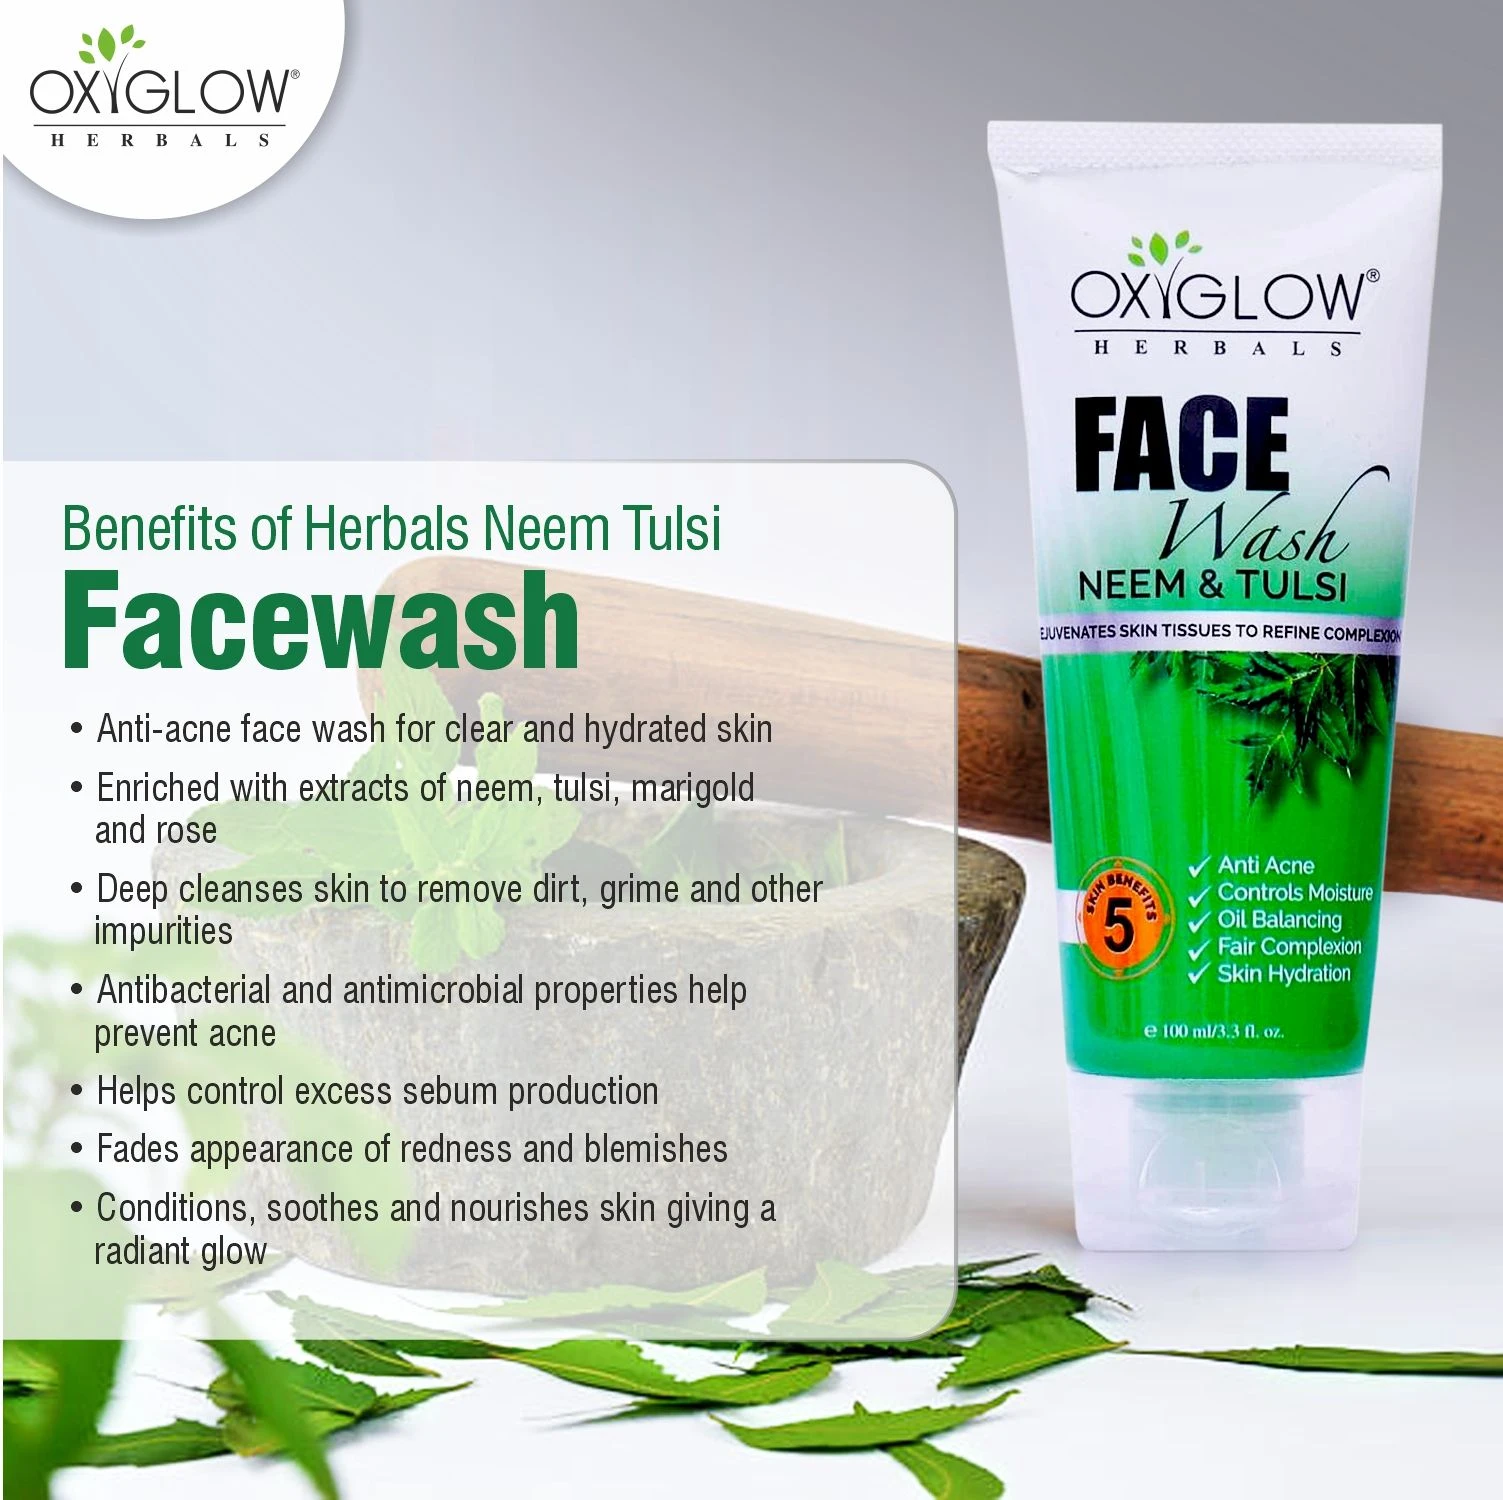 OXYGLOW®
HERBALS
Benefits of Herbals Neem Tulsi
Facewash
• Anti-acne face wash for clear and hydrated skin
• Enriched with extracts of neem, tulsi, marigold
and rose
• Deep cleanses skin to remove dirt, grime and other
impurities
• Antibacterial and antimicrobial properties help
prevent acne
• Helps control excess sebum production
• Fades appearance of redness and blemishes
• Conditions, soothes and nourishes skin giving a
radiant glow
OXYGLOW®
HERBALS
FACE
Wash
NEEM & TULSI
EJUVENATES SKIN TISSUES TO REFINE COMPLEXION
SKIN BENEFITS
5
✓ Anti Acne
✓ Controls Moisture
✓ Oil Balancing
✓ Fair Complexion
✓ Skin Hydration
e 100 ml/3.3 fl. oz.